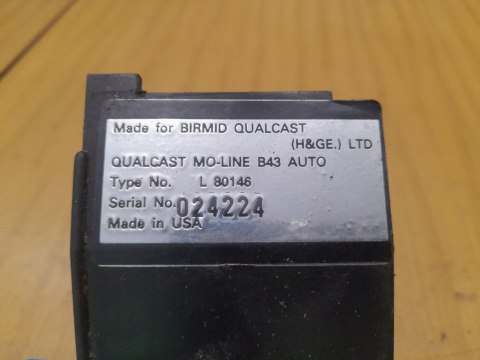 Made for BIRMID QUALCAST
(H&GE.) LTD
QUALCAST MO-LINE B43 AUTO
Type No. L 80146
Serial No. 024224
Made in USA